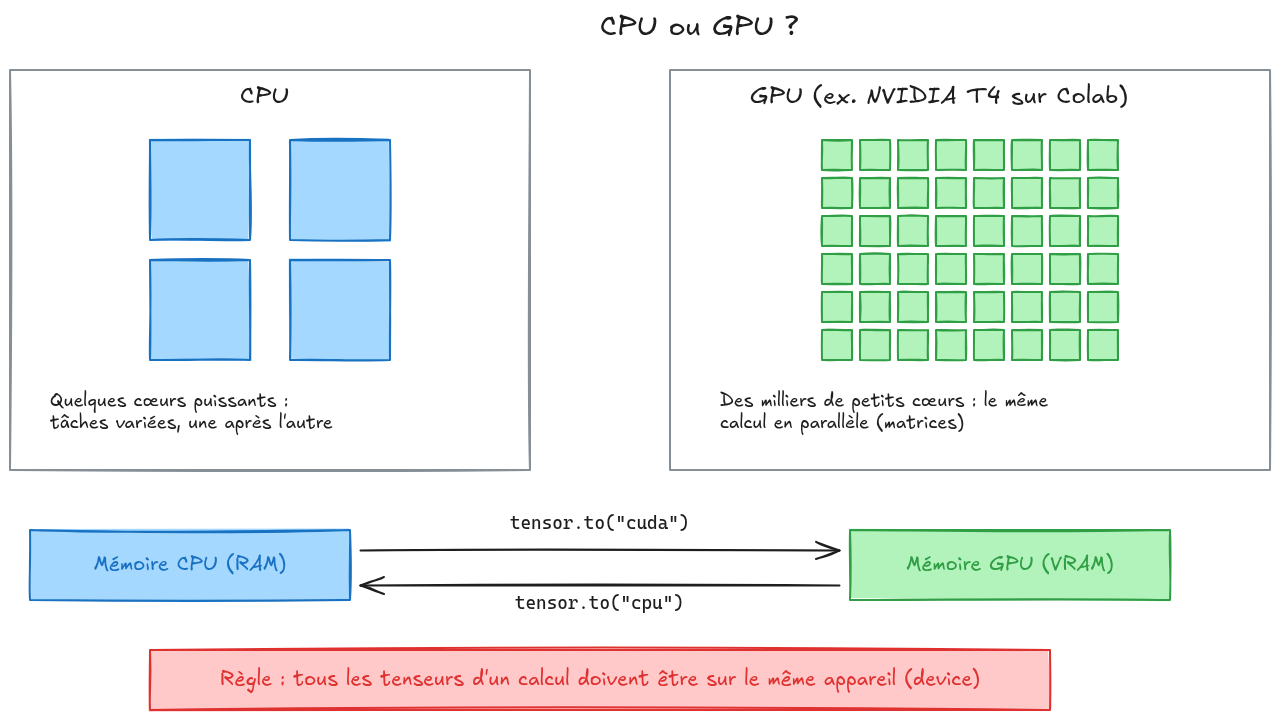 CPU ou GPU ?
CPU
Quelques cœurs puissants :
tâches variées, une après l'autre
GPU (ex. NVIDIA T4 sur Colab)
Des milliers de petits cœurs : le même
calcul en parallèle (matrices)
tensor.to("cuda")
Mémoire CPU (RAM)
Mémoire GPU (VRAM)
tensor.to("cpu")
Règle : tous les tenseurs d'un calcul doivent être sur le même appareil (device)